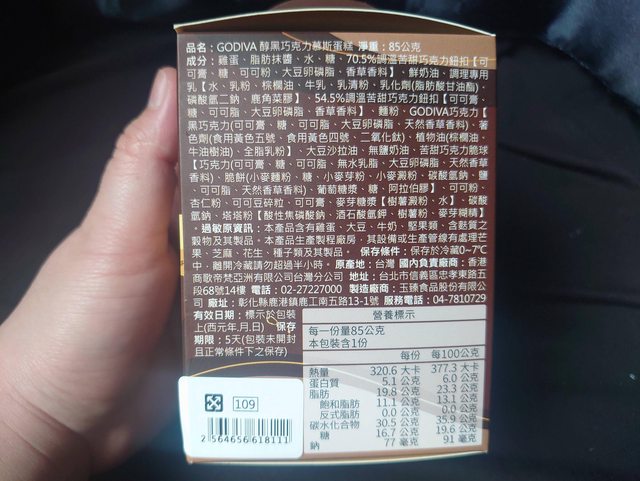 品名：GODIVA 醇黑巧克力慕斯蛋糕 淨重：85公克
成分：雞蛋、脂肪抹醬、水、糖、70.5%調溫苦甜巧克力鈕扣【可
可膏、糖、可可粉、大豆卵磷脂、香草香料】、鮮奶油、調理專用
乳【水、乳粉、棕櫚油、牛乳、乳清粉、乳化劑(脂肪酸甘油酯)、
磷酸氫二鈉、鹿角菜膠】、54.5%調溫苦甜巧克力鈕扣【可可
膏、糖、可可脂、大豆卵磷脂、香草香料】、麵粉、GODIVA巧克力【
黑巧克力(可可膏、糖、可可脂、大豆卵磷脂、天然香草香料)、著
色劑(食用黃色五號、食用黃色四號、二氧化鈦)、植物油(棕櫚油、
牛油樹油)、全脂乳粉】、大豆沙拉油、無鹽奶油、苦甜巧克力脆球
【巧克力(可可膏、糖、可可脂、無水乳脂、大豆卵磷脂、天然香草香
料)、脆餅(小麥麵粉、糖、小麥芽粉、小麥澱粉、碳酸氫鈉、鹽
、可可脂、天然香草香料)、葡萄糖漿、糖、阿拉伯膠】、可可粉、
杏仁粉、可可豆碎粒、可可膏、麥芽糖漿【樹薯澱粉、水】、碳酸
氫鈉、塔塔粉【酸性焦磷酸鈉、酒石酸氫鉀、樹薯粉、麥芽糊精】
。過敏原資訊：本產品含有雞蛋、大豆、牛奶、堅果類、含麩質之
穀物及其製品。本產品生產製程廠房，其設備或生產管線有處理芒
果、芝麻、花生、種子類及其製品。 保存條件：保存於冷藏0~7℃
中，離開冷藏請勿超過半小時。原產地：台灣 國內負責廠商：香港
商歌帝梵亞洲有限公司台灣分公司 地址：台北市信義區忠孝東路五
段68號14樓 電話：02-27227000 製造廠商：玉臻食品股份有限公
司 廠址：彰化縣鹿港鎮鹿工南五路13-1號 服務電話：04-7810729
有效日期：標示於包裝
上(西元年,月,日) 保存
期限：5天(包裝未開封
且正常條件下之保存)
營養標示
每一份量85公克
本包裝含1份
每份 每100公克
熱量 320.6 大卡 377.3 大卡
蛋白質 5.1 公克 6.0 公克
脂肪 19.8 公克 23.3 公克
飽和脂肪 11.1 公克 13.1 公克
反式脂肪 0.0 公克 0.0 公克
碳水化合物 30.5 公克 35.9 公克
糖 16.7 公克 19.6 公克
鈉 77 毫克 91 毫克
109
2 564656 618111